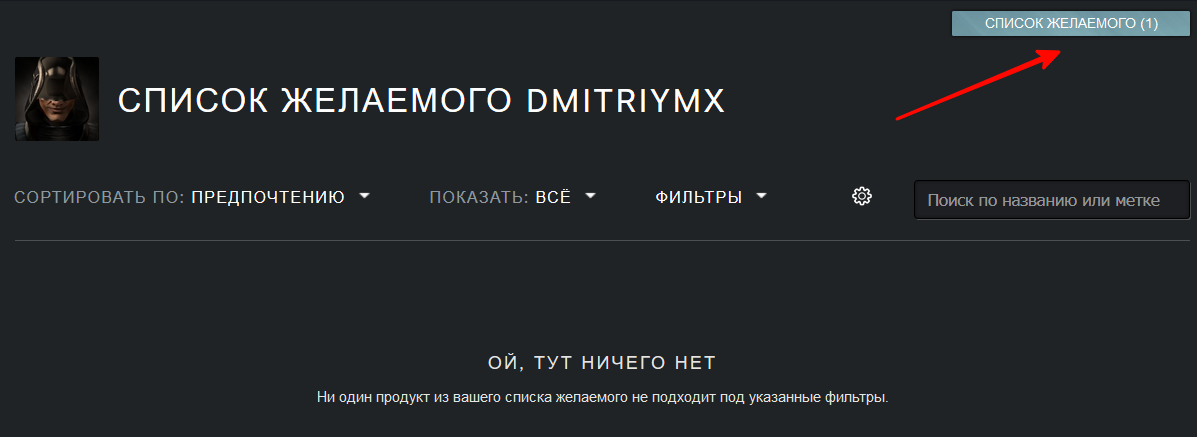 СПИСОК ЖЕЛАЕМОГО (1)
СПИСОК ЖЕЛАЕМОГО DMITRIYMX
СОРТИРОВАТЬ ПО: ПРЕДПОЧТЕНИЮ ПОКАЗАТЬ: ВСЁ ФИЛЬТРЫ Поиск по названию или метке
ОЙ, ТУТ НИЧЕГО НЕТ
Ни один продукт из вашего списка желаемого не подходит под указанные фильтры.